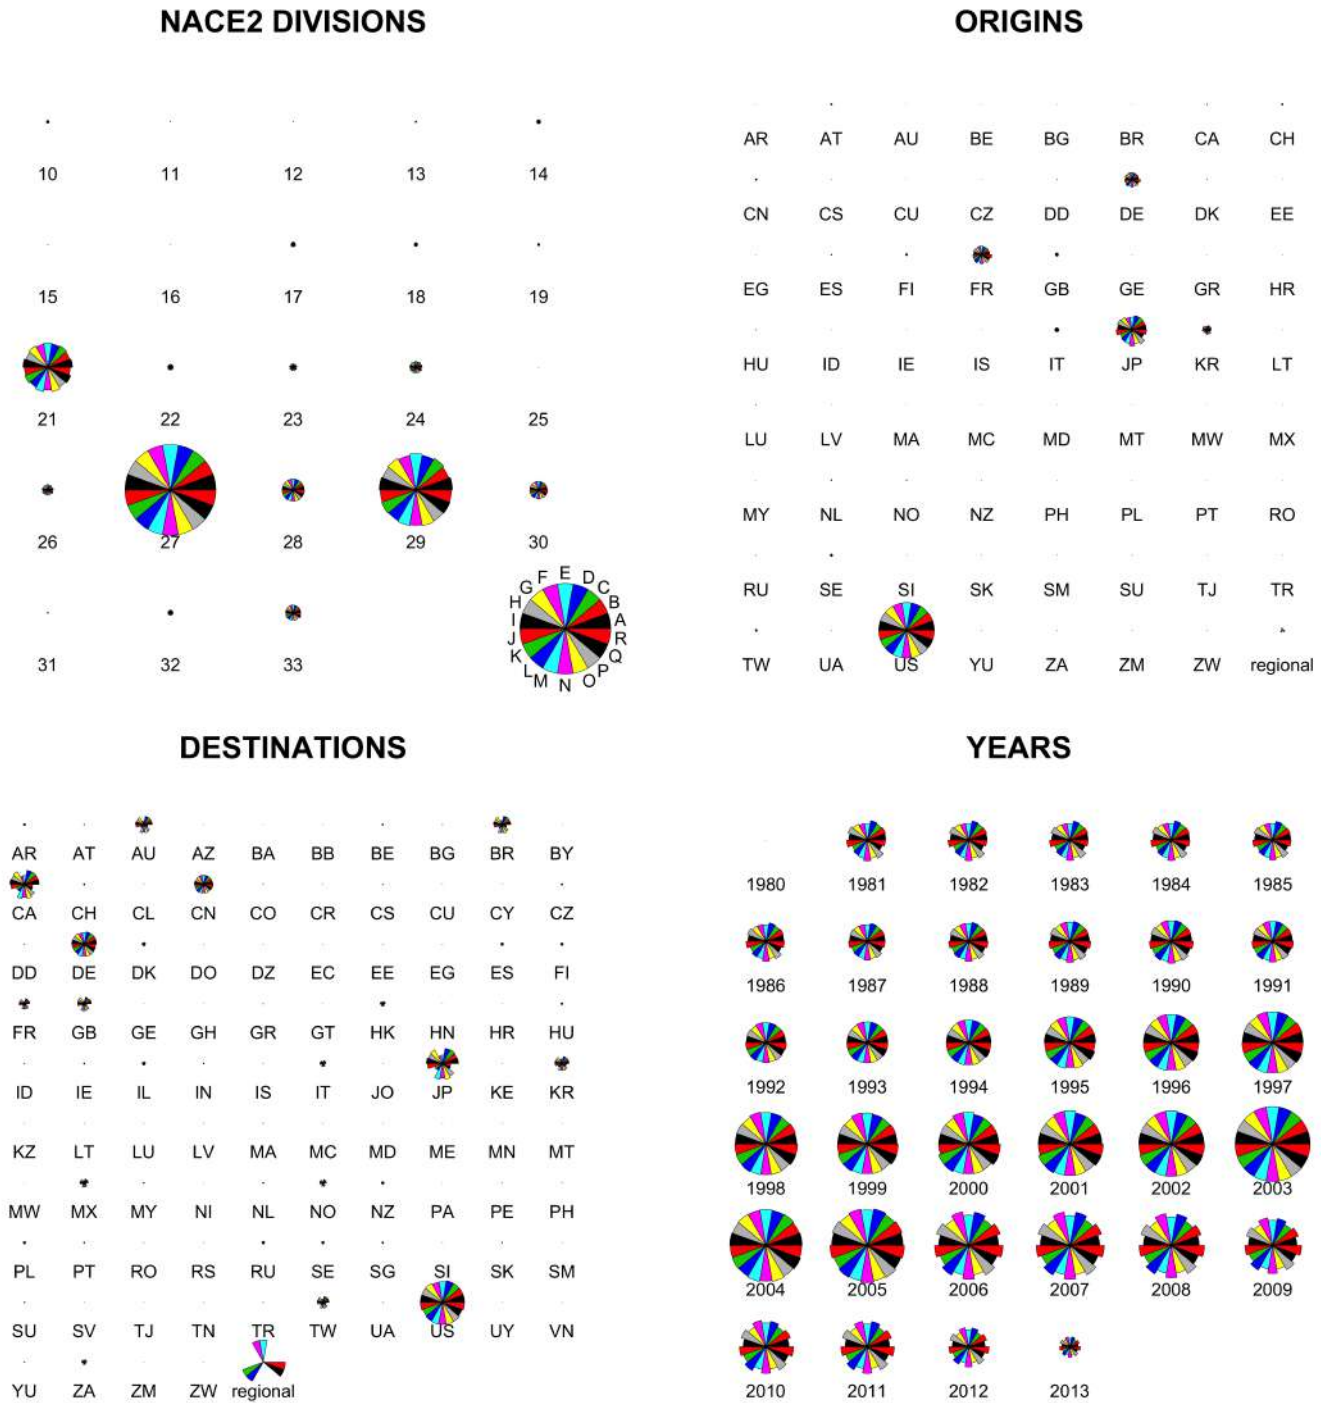 NACE2 DIVISIONS
10 11 12 13 14
15 16 17 18 19
21 22 23 24 25
26 27 28 29 30
31 32 33
A B C D E F G H I J K L M N O P Q R
ORIGINS
AR AT AU BE BG BR CA CH
CN CS CU CZ DD DE DK EE
EG ES FI FR GB GE GR HR
HU ID IE IS IT JP KR LT
LU LV MA MC MD MT MW MX
MY NL NO NZ PH PL PT RO
RU SE SI SK SM SU TJ TR
TW UA US YU ZA ZM ZW regional
DESTINATIONS
AR AT AU AZ BA BB BE BG BR BY
CA CH CL CN CO CR CS CU CY CZ
DD DE DK DO DZ EC EE EG ES FI
FR GB GE GH GR GT HK HN HR HU
ID IE IL IN IS IT JO JP KE KR
KZ LT LU LV MA MC MD ME MN MT
MW MX MY NI NL NO NZ PA PE PH
PL PT RO RS RU SE SG SI SK SM
SU SV TJ TN TR TW UA US UY VN
YU ZA ZM ZW regional
YEARS
1980 1981 1982 1983 1984 1985
1986 1987 1988 1989 1990 1991
1992 1993 1994 1995 1996 1997
1998 1999 2000 2001 2002 2003
2004 2005 2006 2007 2008 2009
2010 2011 2012 2013